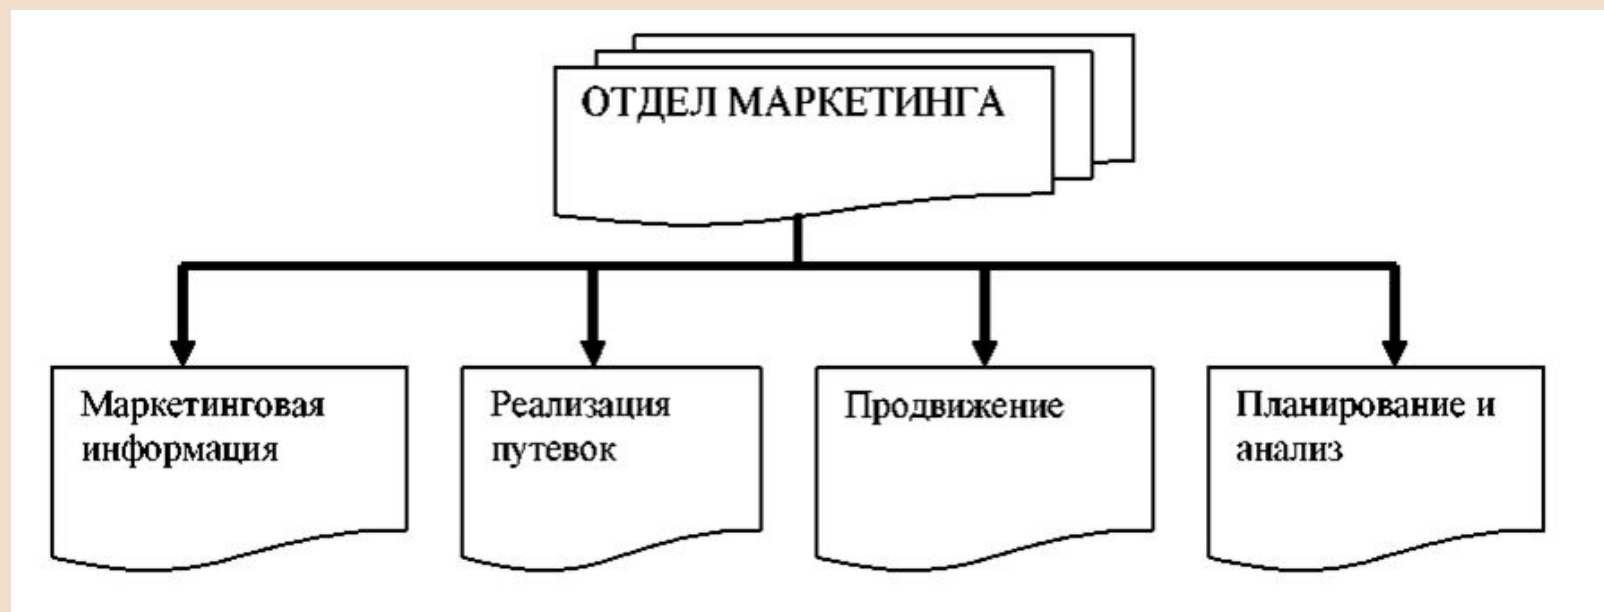 ОТДЕЛ МАРКЕТИНГА
Маркетинговая
информация
Реализация
путевок
Продвижение
Планирование и
анализ